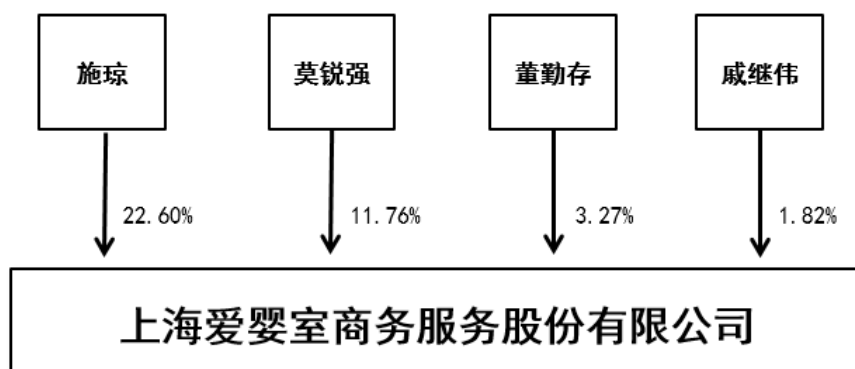 施琼
莫锐强
董勤存
戚继伟
22.60%
11.76%
3.27%
1.82%
上海爱婴室商务服务股份有限公司